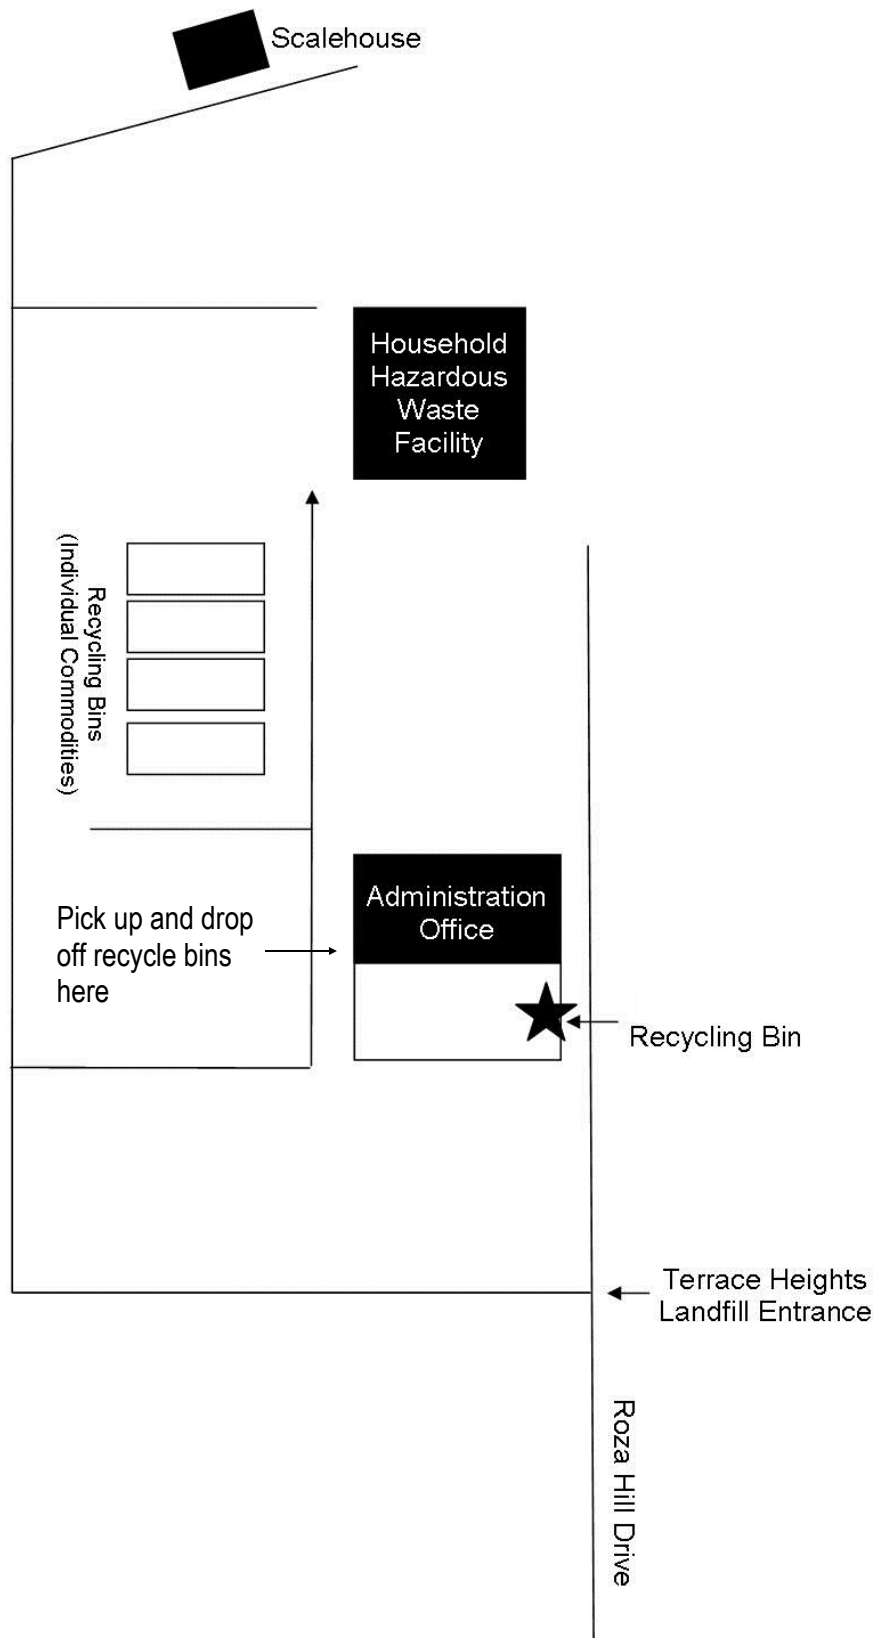 Scalehouse
Household
Hazardous
Waste
Facility
Recycling Bins
(Individual Commodities)
Administration
Office
Pick up and drop
off recycle bins
here
Recycling Bin
Terrace Heights
Landfill Entrance
Roza Hill Drive